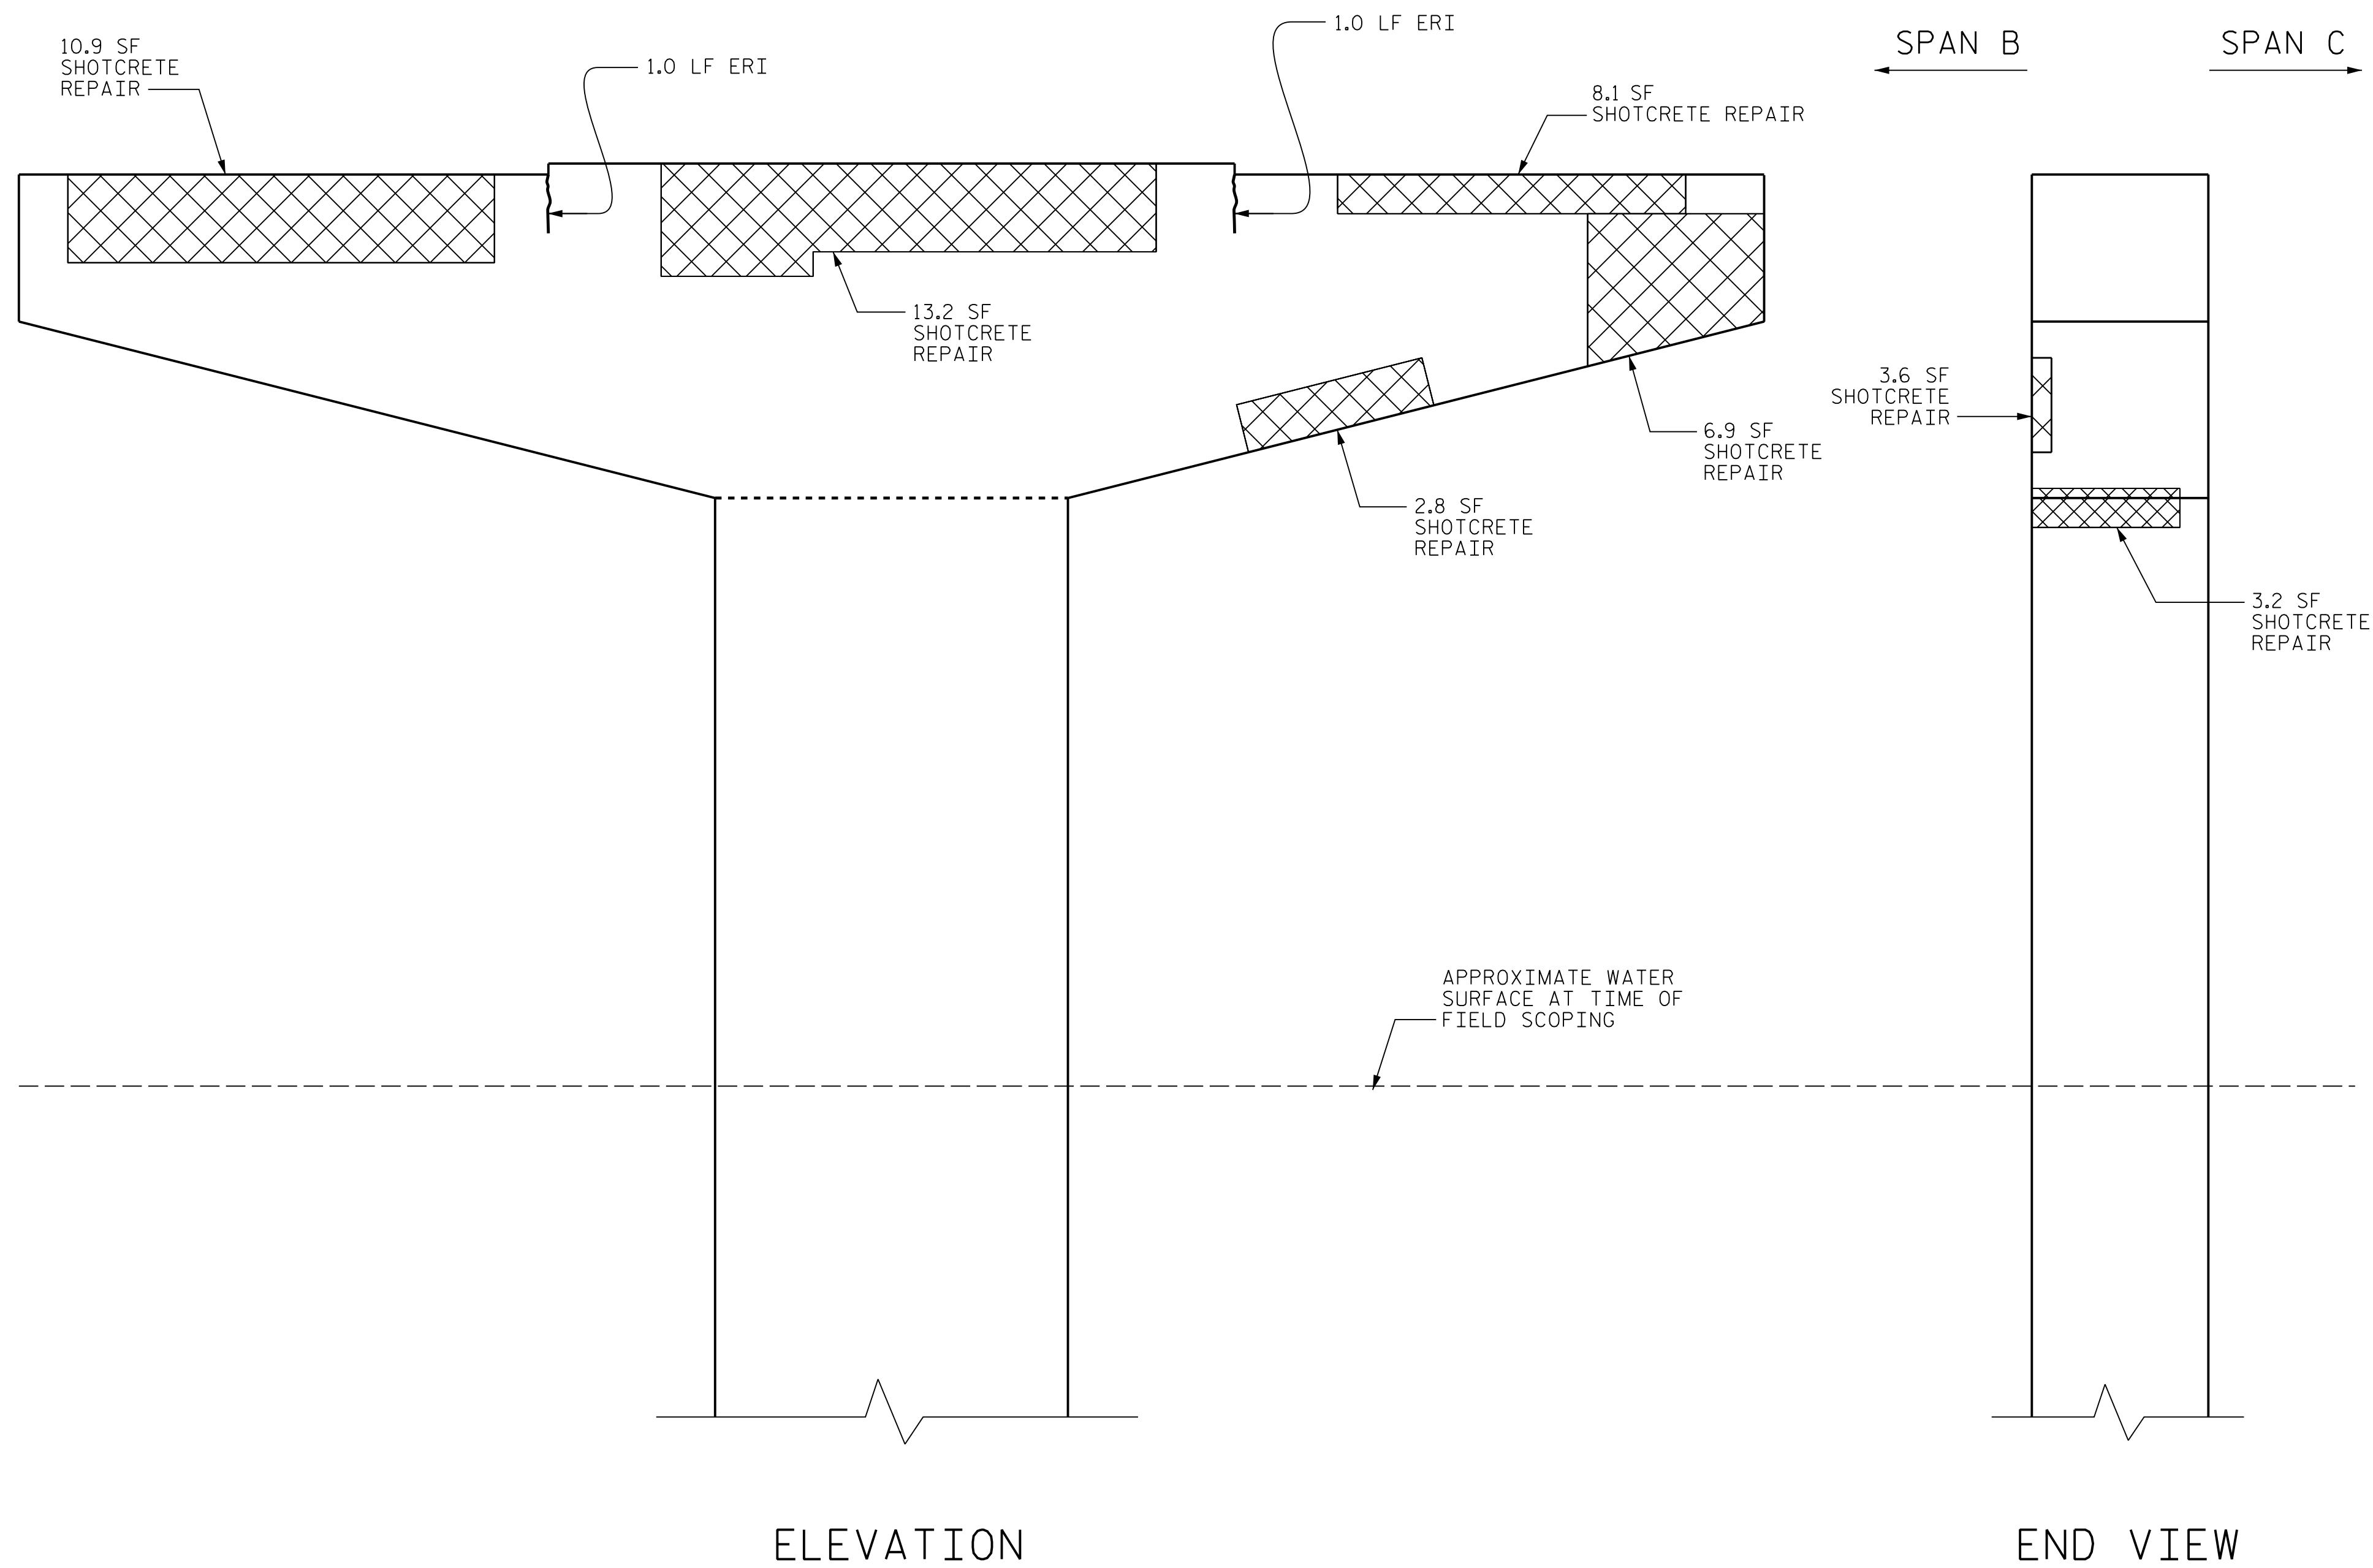 10.9 SF
SHOTCRETE
REPAIR
1.0 LF ERI
1.0 LF ERI
8.1 SF
SHOTCRETE REPAIR
SPAN B
SPAN C
13.2 SF
SHOTCRETE
REPAIR
3.6 SF
SHOTCRETE
REPAIR
6.9 SF
SHOTCRETE
REPAIR
2.8 SF
SHOTCRETE
REPAIR
3.2 SF
SHOTCRETE
REPAIR
APPROXIMATE WATER
SURFACE AT TIME OF
FIELD SCOPING
ELEVATION
END VIEW